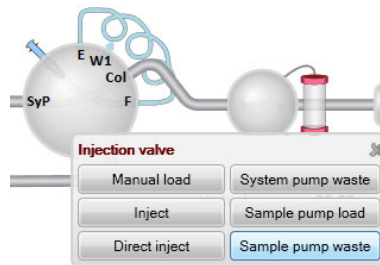 E
W1
Col
SyP
F
Injection valve
Manual load
System pump waste
Inject
Sample pump load
Direct inject
Sample pump waste